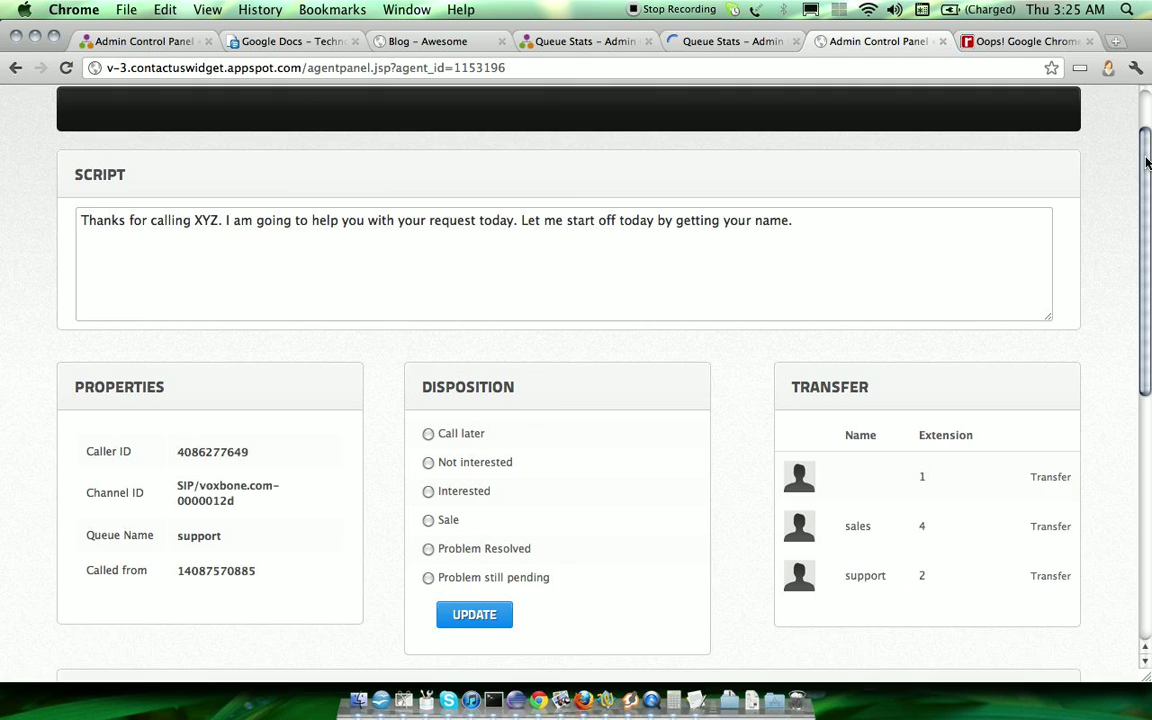 Chrome File Edit View History Bookmarks Window Help Stop Recording (Charged) Thu 3:25 AM
Admin Control Panel Google Docs – Techn Blog – Awesome Queue Stats – Admin Queue Stats – Admin Admin Control Panel Oops! Google Chrom
v-3.contactuswidget.appspot.com/agentpanel.jsp?agent_id=1153196
SCRIPT
Thanks for calling XYZ. I am going to help you with your request today. Let me start off today by getting your name.
PROPERTIES
Caller ID 4086277649
Channel ID SIP/voxbone.com-
0000012d
Queue Name support
Called from 14087570885
DISPOSITION
Call later
Not interested
Interested
Sale
Problem Resolved
Problem still pending
UPDATE
TRANSFER
Name Extension
1 Transfer
sales 4 Transfer
support 2 Transfer